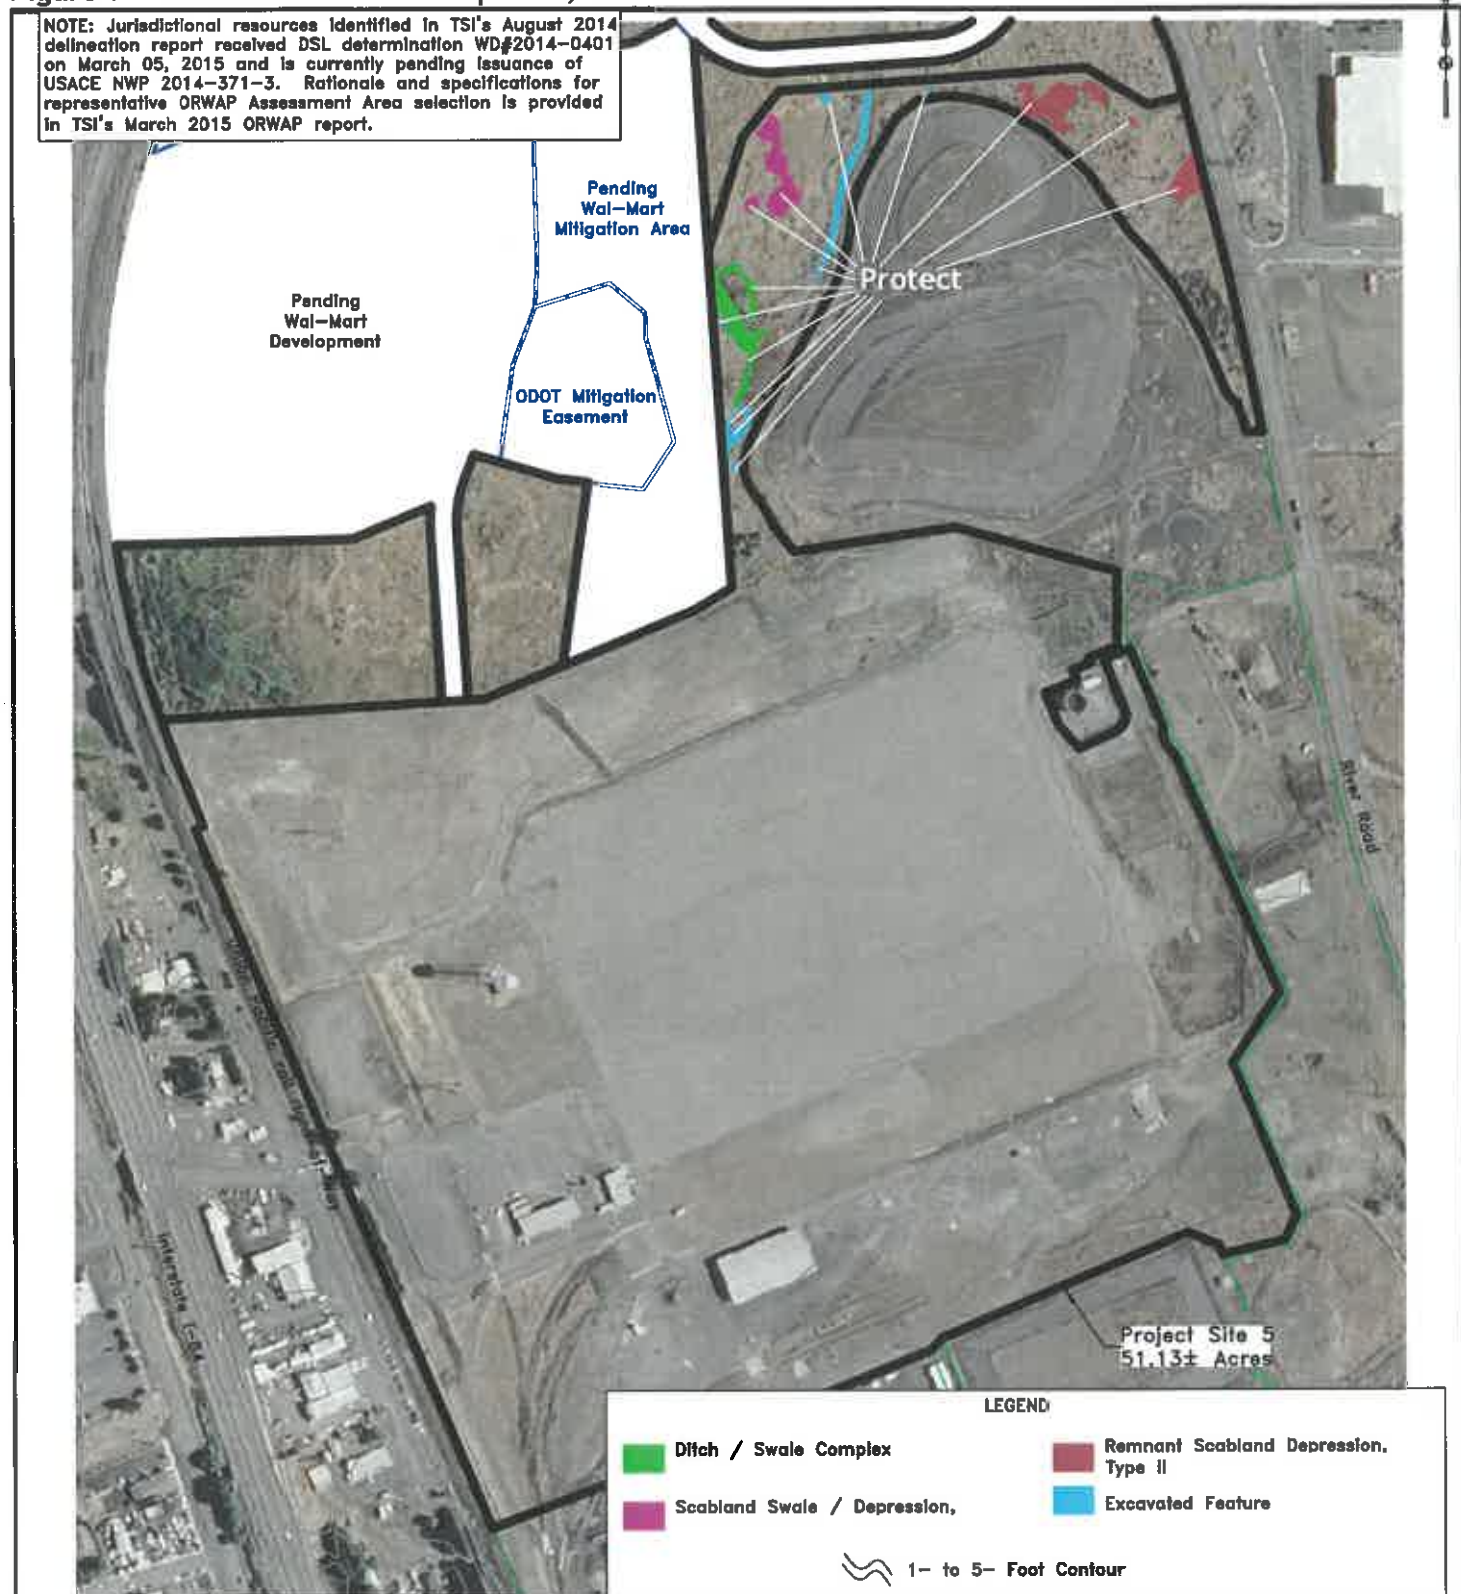 NOTE: Jurisdictional resources identified in TSI's August 2014
delineation report received DSL determination WD#2014-0401
on March 05, 2015 and is currently pending issuance of
USACE NWP 2014-371-3. Rationale and specifications for
representative ORWAP Assessment Area selection is provided
in TSI's March 2015 ORWAP report.
Pending
Wal-Mart
Mitigation Area
Protect
Pending
Wal-Mart
Development
ODOT Mitigation
Easement
River Road
Interstate I-84
Project Site 5
51.13± Acres
LEGEND
Ditch / Swale Complex
Remnant Scabland Depression,
Type II
Scabland Swale / Depression,
Excavated Feature
1- to 5- Foot Contour